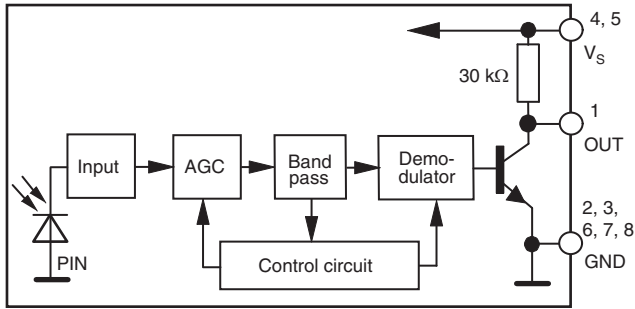 4, 5
V_S
30 kΩ
1
OUT
Input
AGC
Band
pass
Demo-
dulator
2, 3,
6, 7, 8
GND
Control circuit
PIN